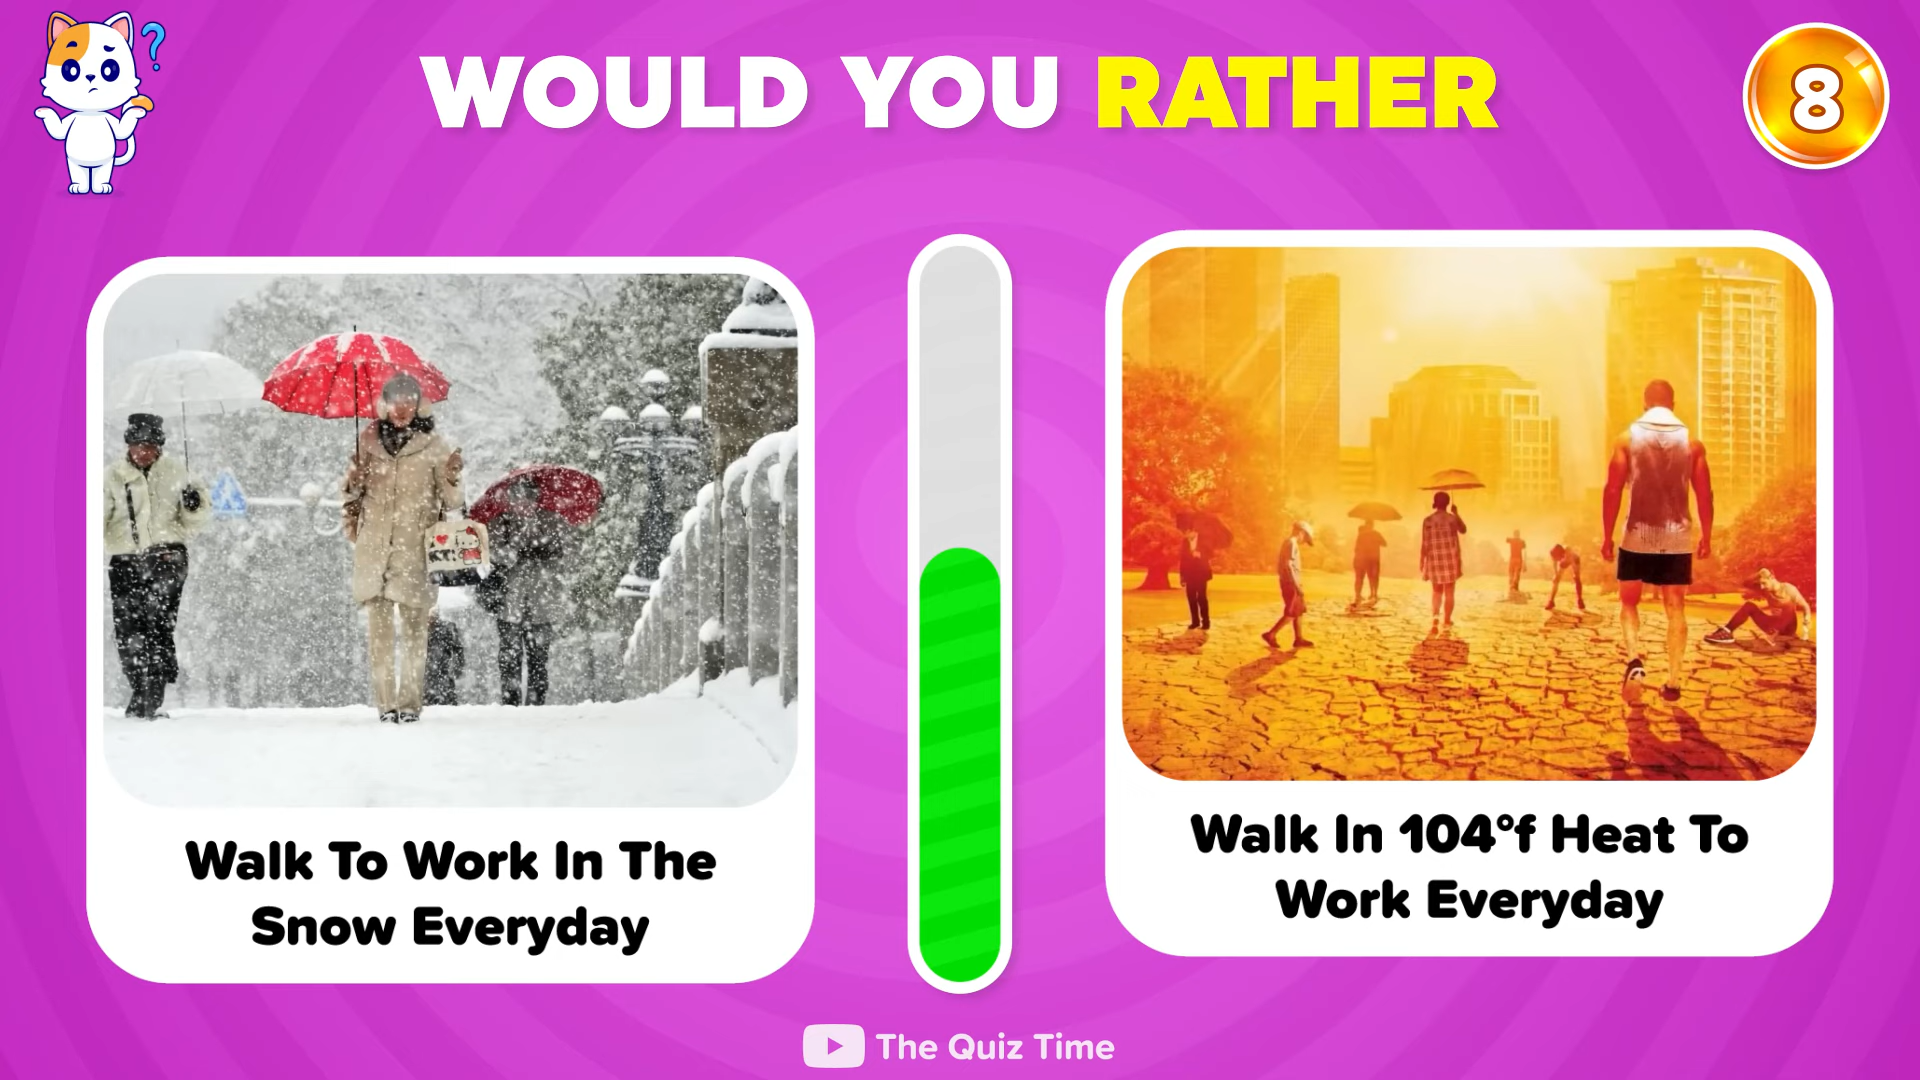 ?
WOULD YOU RATHER
8
Walk To Work In The
Snow Everyday
Walk In 104°f Heat To
Work Everyday
The Quiz Time